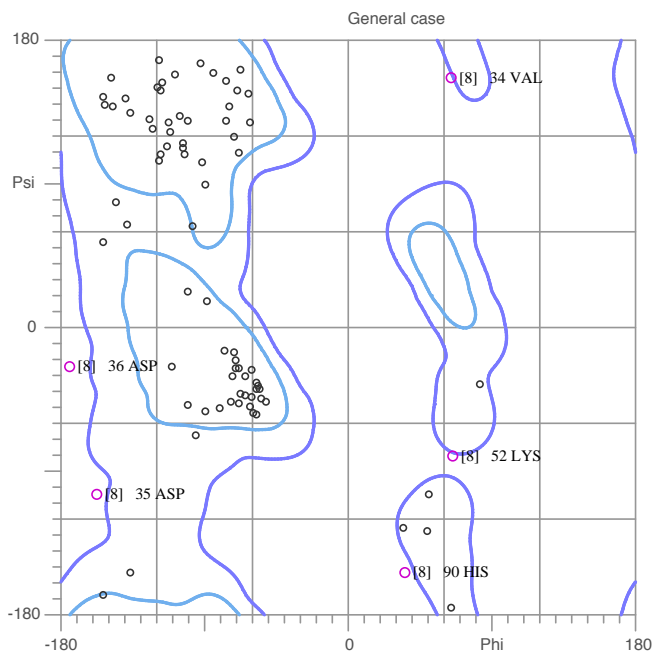 General case
180
[8] 34 VAL
Psi
0
[8] 36 ASP
[8] 52 LYS
[8] 35 ASP
[8] 90 HIS
-180
-180 0 Phi 180